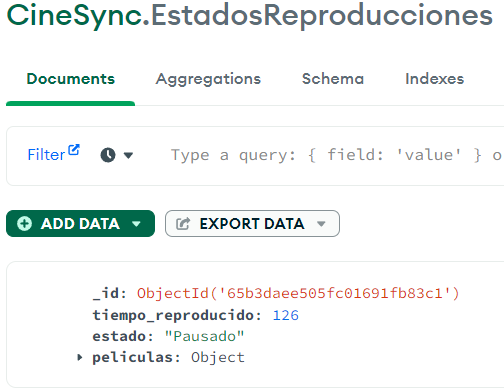 CineSync.EstadosReproducciones
Documents Aggregations Schema Indexes
Filter Type a query: { field: 'value' } o
ADD DATA EXPORT DATA
_id: ObjectId('65b3daee505fc01691fb83c1')
tiempo_reproducido: 126
estado: "Pausado"
peliculas: Object